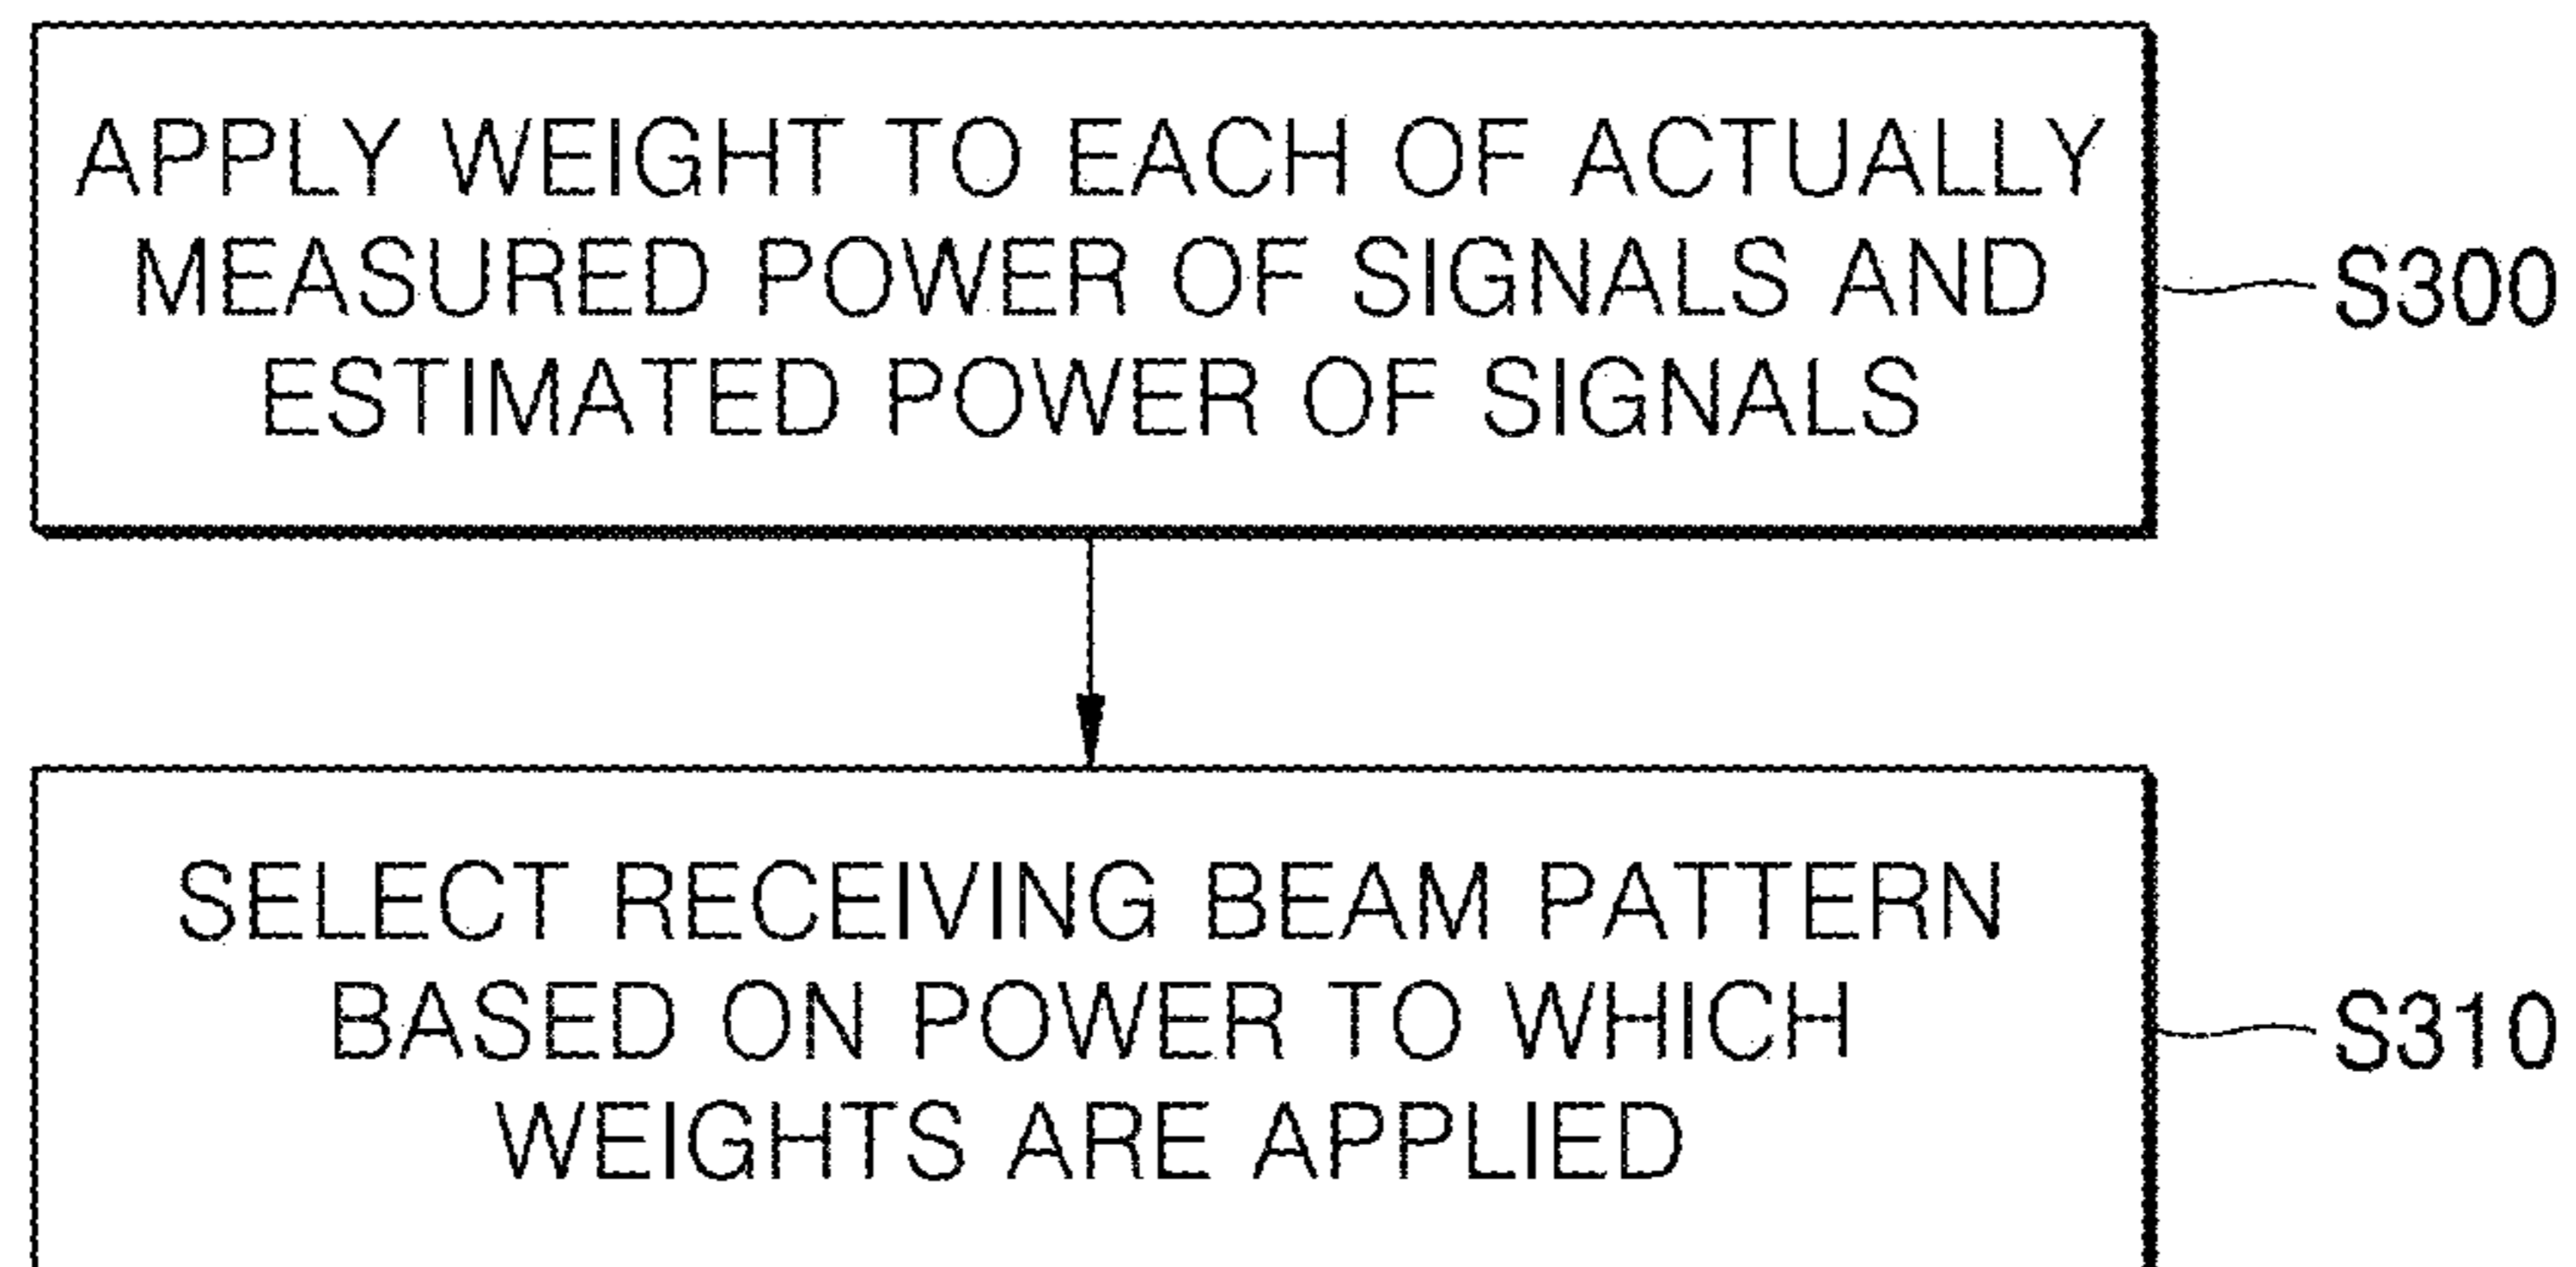 APPLY WEIGHT TO EACH OF ACTUALLY
MEASURED POWER OF SIGNALS AND
ESTIMATED POWER OF SIGNALS
S300
SELECT RECEIVING BEAM PATTERN
BASED ON POWER TO WHICH
WEIGHTS ARE APPLIED
S310